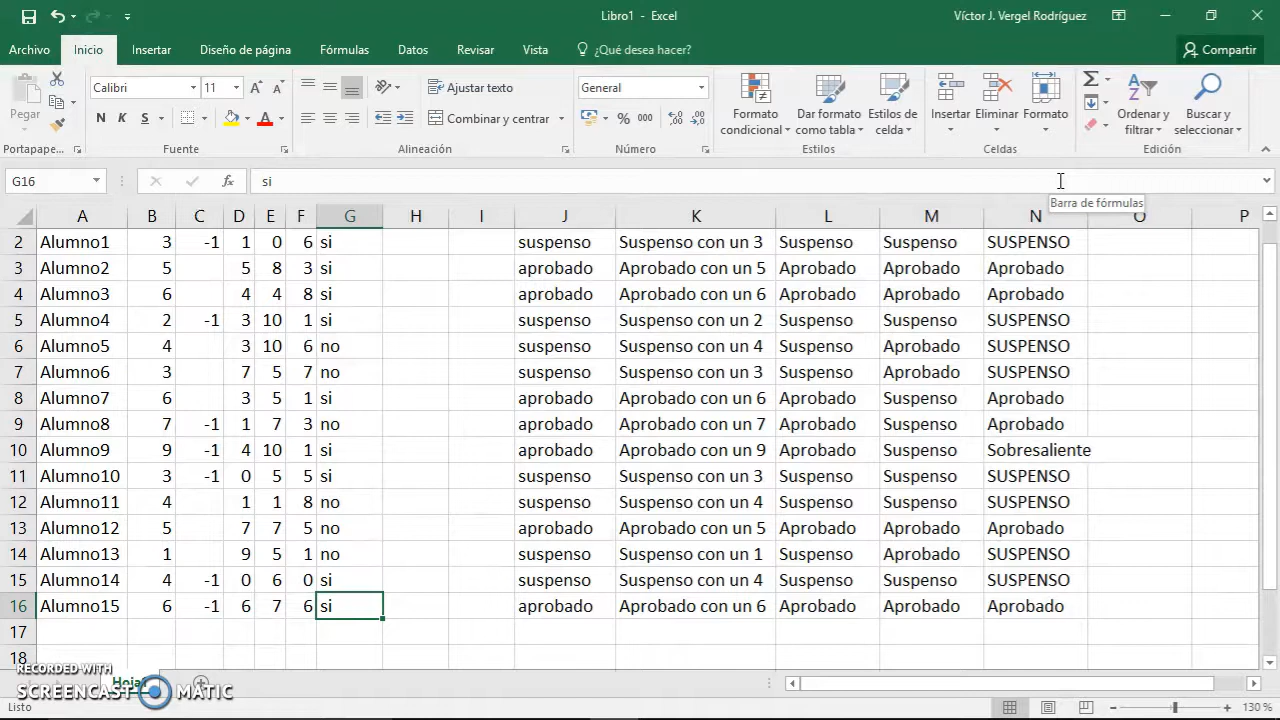 Libro1 - Excel
Víctor J. Vergel Rodríguez
Archivo Inicio Insertar Diseño de página Fórmulas Datos Revisar Vista ¿Qué desea hacer? Compartir
Pegar
Calibri 11
N K S
Ajustar texto
Combinar y centrar
General
% 000
Formato condicional
Dar formato como tabla
Estilos de celda
Insertar Eliminar Formato
Ordenar y filtrar
Buscar y seleccionar
Portapape... Fuente Alineación Número Estilos Celdas Edición
G16 fx si
Barra de fórmulas
A B C D E F G H I J K L M N O P
2 Alumno1 3 -1 1 0 6 si suspenso Suspenso con un 3 Suspenso Suspenso SUSPENSO
3 Alumno2 5 5 8 3 si aprobado Aprobado con un 5 Aprobado Aprobado Aprobado
4 Alumno3 6 4 4 8 si aprobado Aprobado con un 6 Aprobado Aprobado Aprobado
5 Alumno4 2 -1 3 10 1 si suspenso Suspenso con un 2 Suspenso Suspenso SUSPENSO
6 Alumno5 4 3 10 6 no suspenso Suspenso con un 4 Suspenso Aprobado SUSPENSO
7 Alumno6 3 7 5 7 no suspenso Suspenso con un 3 Suspenso Aprobado SUSPENSO
8 Alumno7 6 3 5 1 si aprobado Aprobado con un 6 Aprobado Suspenso Aprobado
9 Alumno8 7 -1 1 7 3 no aprobado Aprobado con un 7 Aprobado Suspenso Aprobado
10 Alumno9 9 -1 4 10 1 si aprobado Aprobado con un 9 Aprobado Suspenso Sobresaliente
11 Alumno10 3 -1 0 5 5 si suspenso Suspenso con un 3 Suspenso Suspenso SUSPENSO
12 Alumno11 4 1 1 8 no suspenso Suspenso con un 4 Suspenso Suspenso SUSPENSO
13 Alumno12 5 7 7 5 no aprobado Aprobado con un 5 Aprobado Aprobado Aprobado
14 Alumno13 1 9 5 1 no suspenso Suspenso con un 1 Suspenso Aprobado SUSPENSO
15 Alumno14 4 -1 0 6 0 si suspenso Suspenso con un 4 Suspenso Suspenso SUSPENSO
16 Alumno15 6 -1 6 7 6 si aprobado Aprobado con un 6 Aprobado Aprobado Aprobado
17
18
RECORDED WITH
SCREENCAST MATIC
Listo 130 %